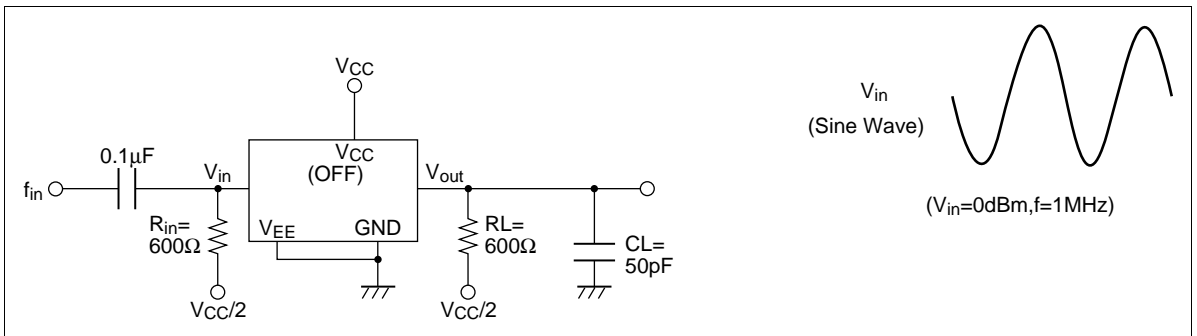 VCC
VCC
(OFF)
0.1μF
fin
Vin
Vout
Rin=
600Ω
VEE
GND
RL=
600Ω
CL=
50pF
VCC/2
VCC/2
Vin
(Sine Wave)
(Vin=0dBm,f=1MHz)